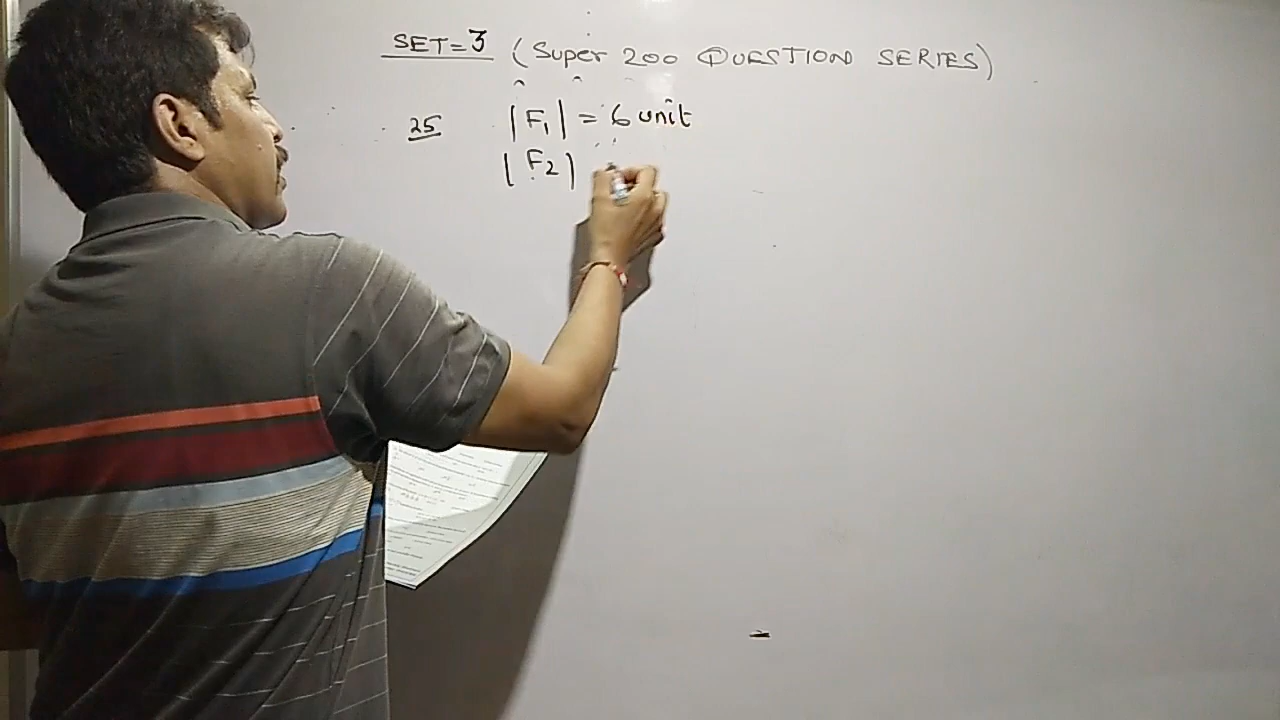 SET=3 (Super 200 QUESTION SERIES)
25 |F1| = 6 unit
|F2|